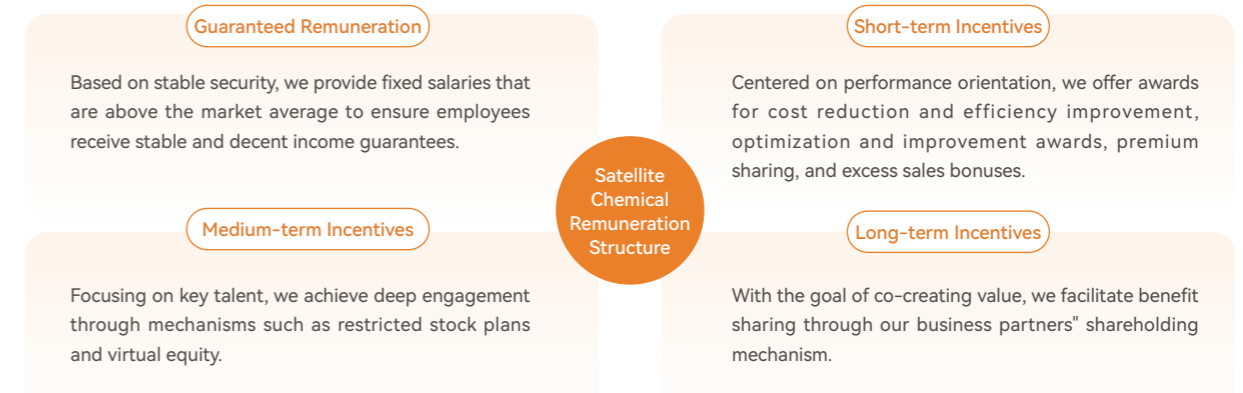 Guaranteed Remuneration
Based on stable security, we provide fixed salaries that
are above the market average to ensure employees
receive stable and decent income guarantees.
Short-term Incentives
Centered on performance orientation, we offer awards
for cost reduction and efficiency improvement,
optimization and improvement awards, premium
sharing, and excess sales bonuses.
Satellite
Chemical
Remuneration
Structure
Medium-term Incentives
Focusing on key talent, we achieve deep engagement
through mechanisms such as restricted stock plans
and virtual equity.
Long-term Incentives
With the goal of co-creating value, we facilitate benefit
sharing through our business partners" shareholding
mechanism.